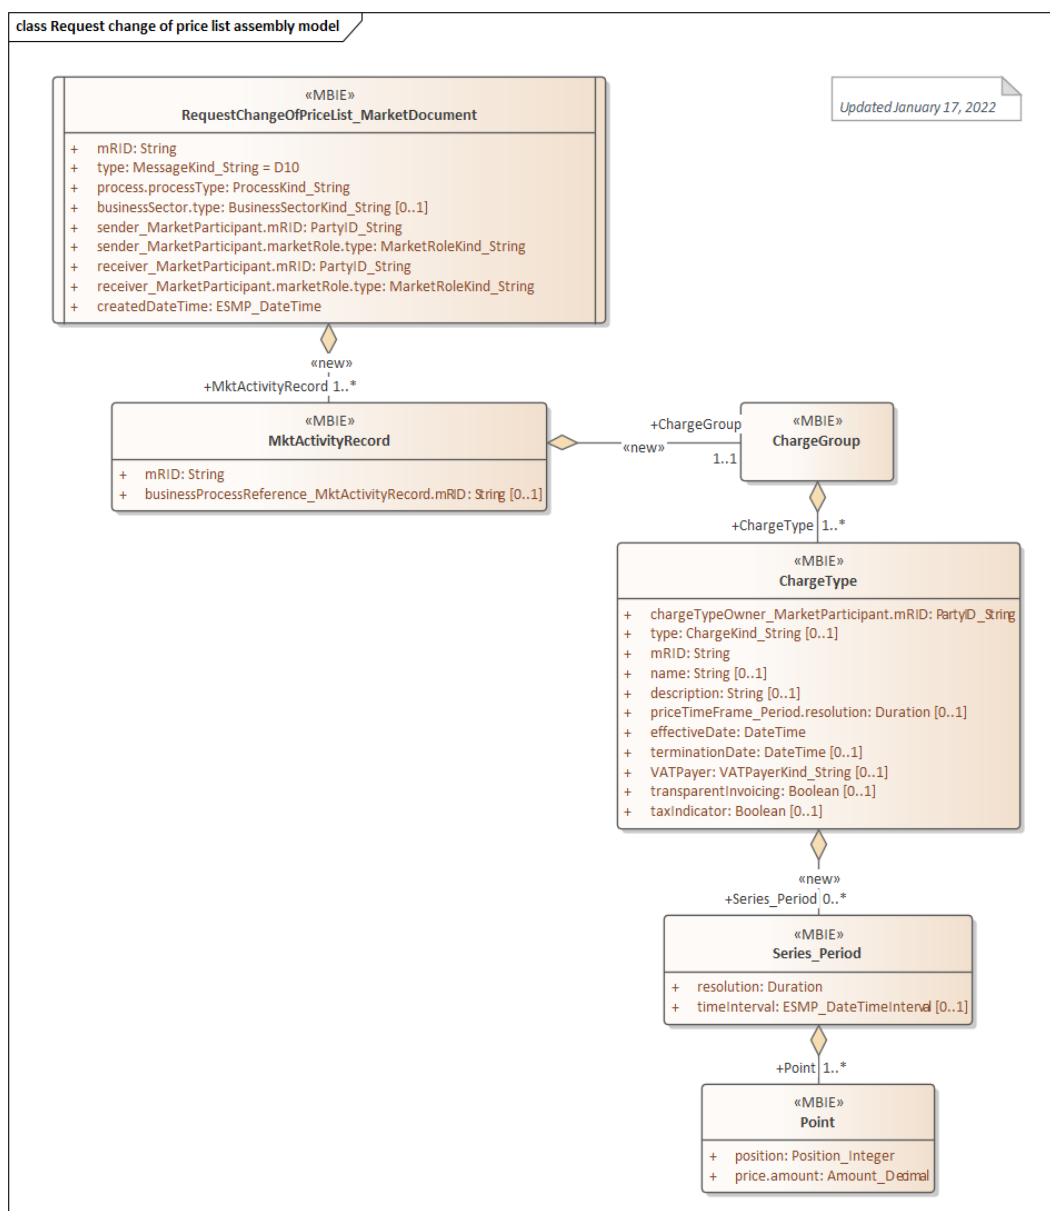 class Request change of price list assembly model
Updated January 17, 2022
«MBIE»
RequestChangeOfPriceList_MarketDocument
+ mRID: String
+ type: MessageKind_String = D10
+ process.processType: ProcessKind_String
+ businessSector.type: BusinessSectorKind_String [0..1]
+ sender_MarketParticipant.mRID: PartyID_String
+ sender_MarketParticipant.marketRole.type: MarketRoleKind_String
+ receiver_MarketParticipant.mRID: PartyID_String
+ receiver_MarketParticipant.marketRole.type: MarketRoleKind_String
+ createdDateTime: ESMP_DateTime
«new»
+MktActivityRecord 1..*
«MBIE»
MktActivityRecord
+ mRID: String
+ businessProcessReference_MktActivityRecord.mRID: String [0..1]
+ChargeGroup
«new»
1..1
«MBIE»
ChargeGroup
+ChargeType 1..*
«MBIE»
ChargeType
+ chargeTypeOwner_MarketParticipant.mRID: PartyID_String
+ type: ChargeKind_String [0..1]
+ mRID: String
+ name: String [0..1]
+ description: String [0..1]
+ priceTimeFrame_Period.resolution: Duration [0..1]
+ effectiveDate: DateTime
+ terminationDate: DateTime [0..1]
+ VATPayer: VATPayerKind_String [0..1]
+ transparentInvoicing: Boolean [0..1]
+ taxIndicator: Boolean [0..1]
«new»
+Series_Period 0..*
«MBIE»
Series_Period
+ resolution: Duration
+ timeInterval: ESMP_DateTimeInterval [0..1]
+Point 1..*
«MBIE»
Point
+ position: Position_Integer
+ price.amount: Amount_Decimal